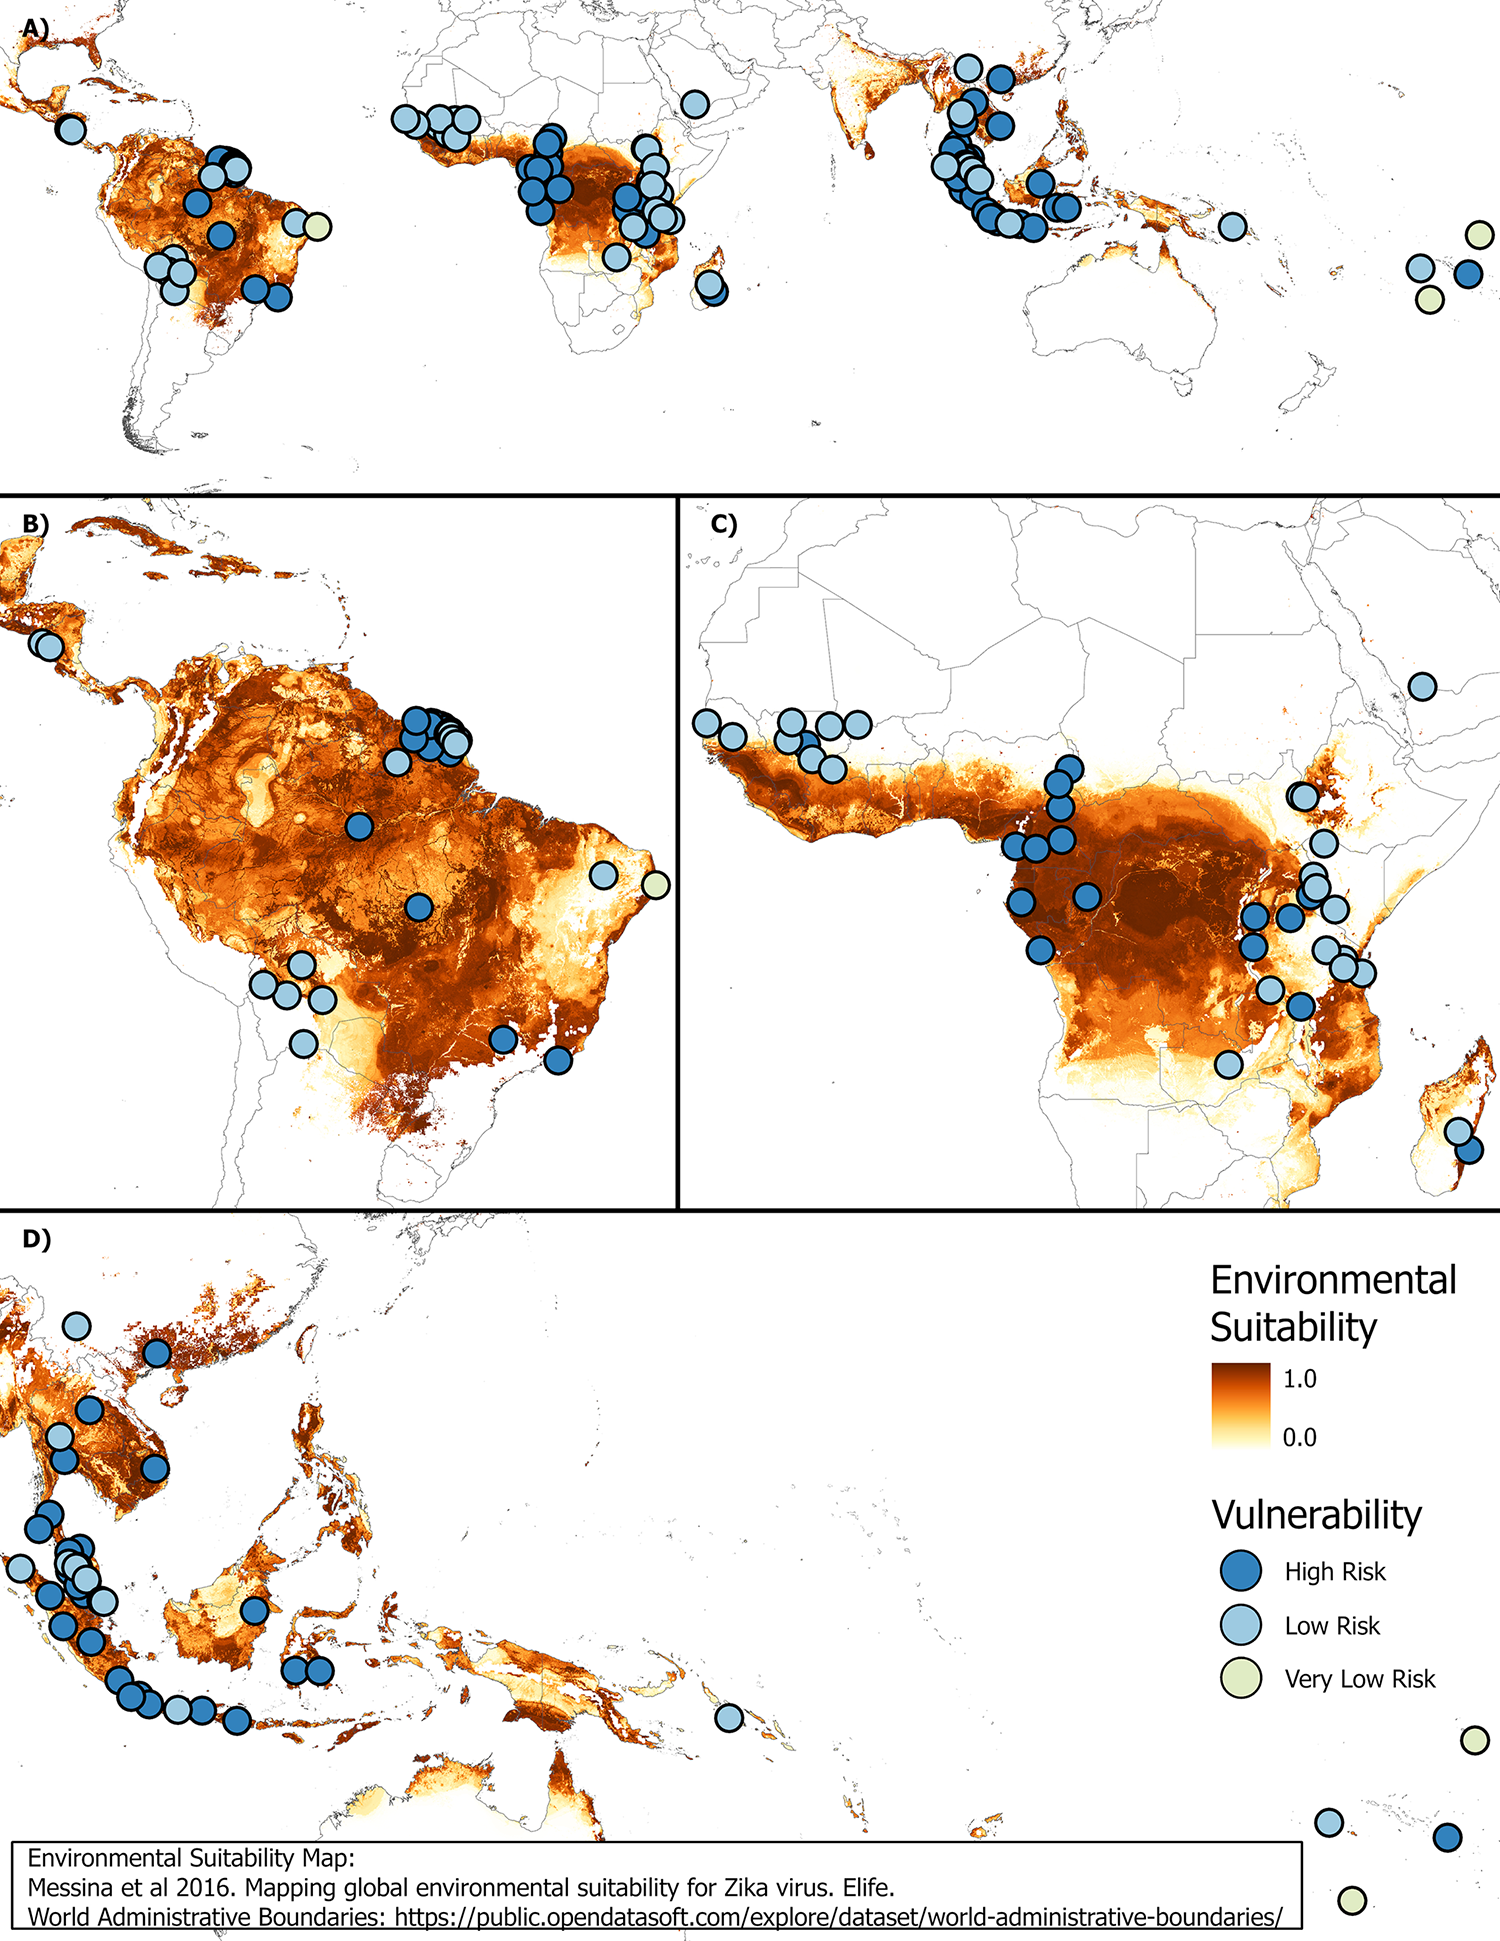 A)
B)
C)
D)
Environmental
Suitability
1.0
0.0
Vulnerability
High Risk
Low Risk
Very Low Risk
Environmental Suitability Map:
Messina et al 2016. Mapping global environmental suitability for Zika virus. Elife.
World Administrative Boundaries: https://public.opendatasoft.com/explore/dataset/world-administrative-boundaries/